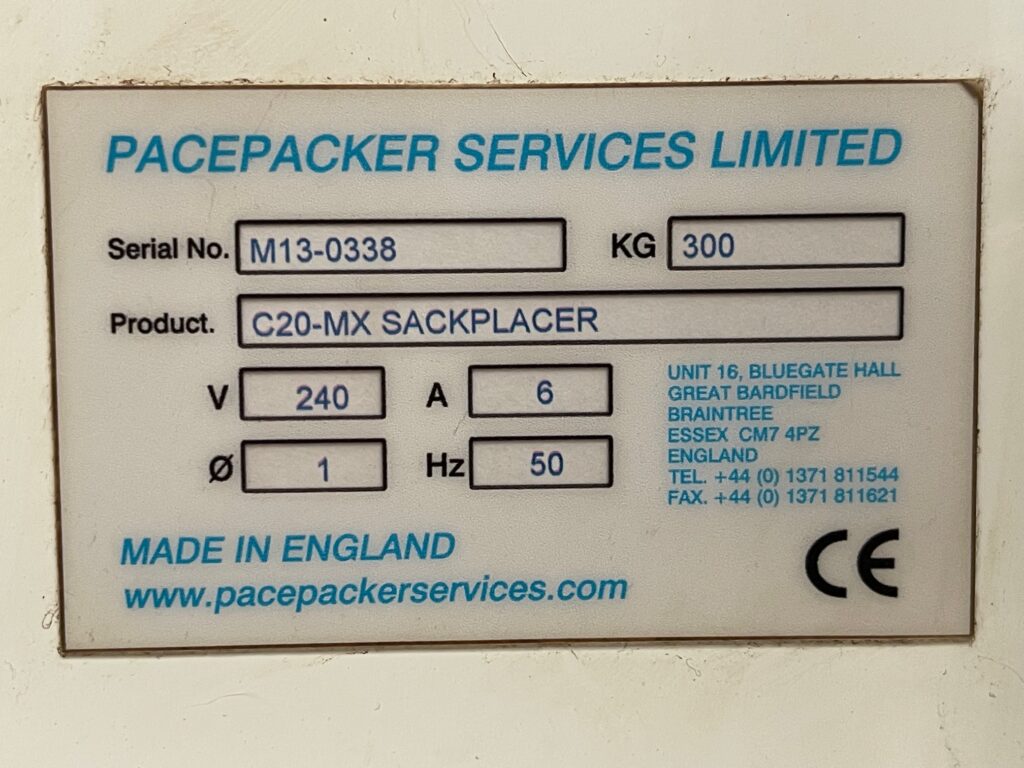 PACEPACKER SERVICES LIMITED
Serial No. M13-0338 KG 300
Product. C20-MX SACKPLACER
V 240 A 6
Ø 1 Hz 50
UNIT 16, BLUEGATE HALL
GREAT BARDFIELD
BRAINTREE
ESSEX CM7 4PZ
ENGLAND
TEL. +44 (0) 1371 811544
FAX. +44 (0) 1371 811621
MADE IN ENGLAND
www.pacepackerservices.com
CE